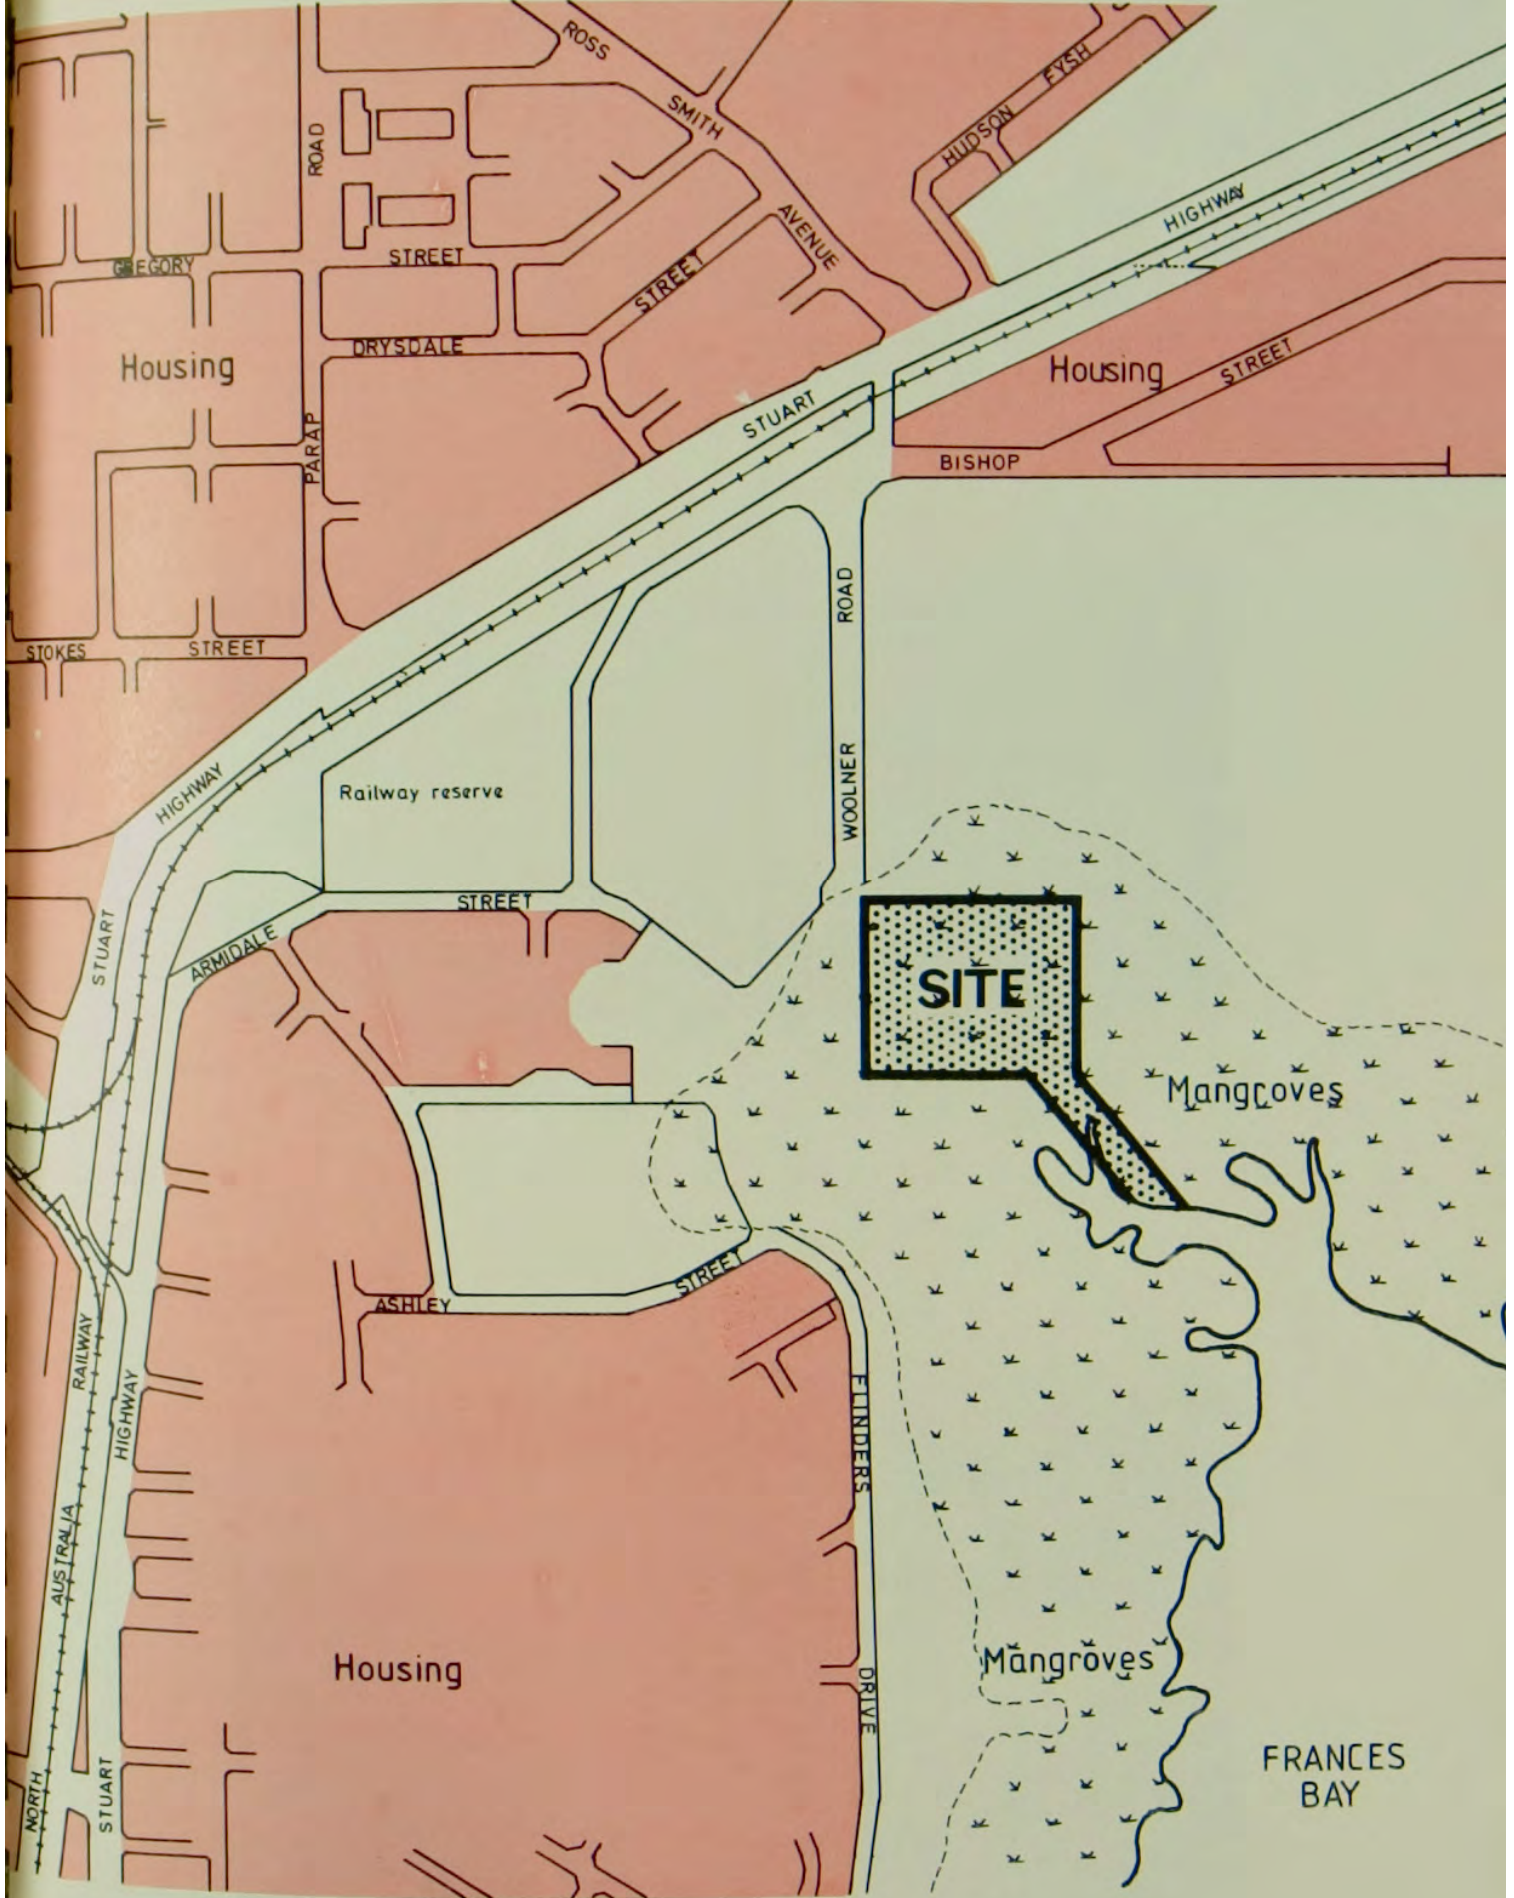 ROSS
SMITH
AVENUE
HUDSON
FYSH
ROAD
HIGHWAY
GREGORY
STREET
STREET
DRYSDALE
Housing
Housing
STREET
STUART
PARAP
BISHOP
ROAD
STOKES
STREET
WOOLNER
HIGHWAY
Railway reserve
STREET
STUART
ARMIDALE
SITE
Mangroves
STREET
ASHLEY
RAILWAY
HIGHWAY
FLINDERS
AUSTRALIA
Housing
Mangroves
DRIVE
FRANCES
BAY
NORTH
STUART